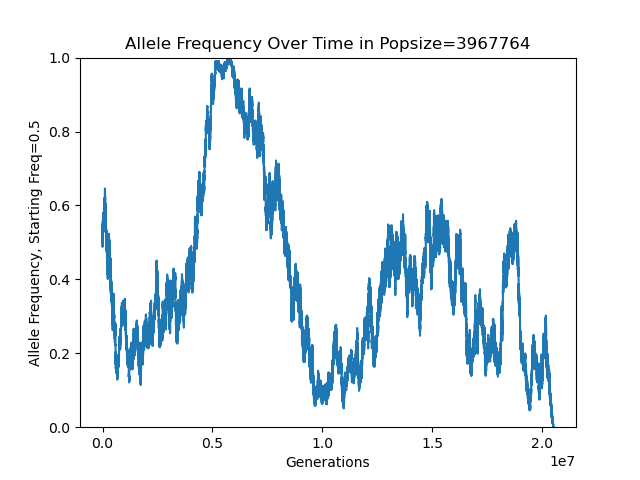 Allele Frequency Over Time in Popsize=3967764
1.0
0.8
0.6
0.4
0.2
0.0
Allele Frequency, Starting Freq=0.5
0.0 0.5 1.0 1.5 2.0
1e7
Generations